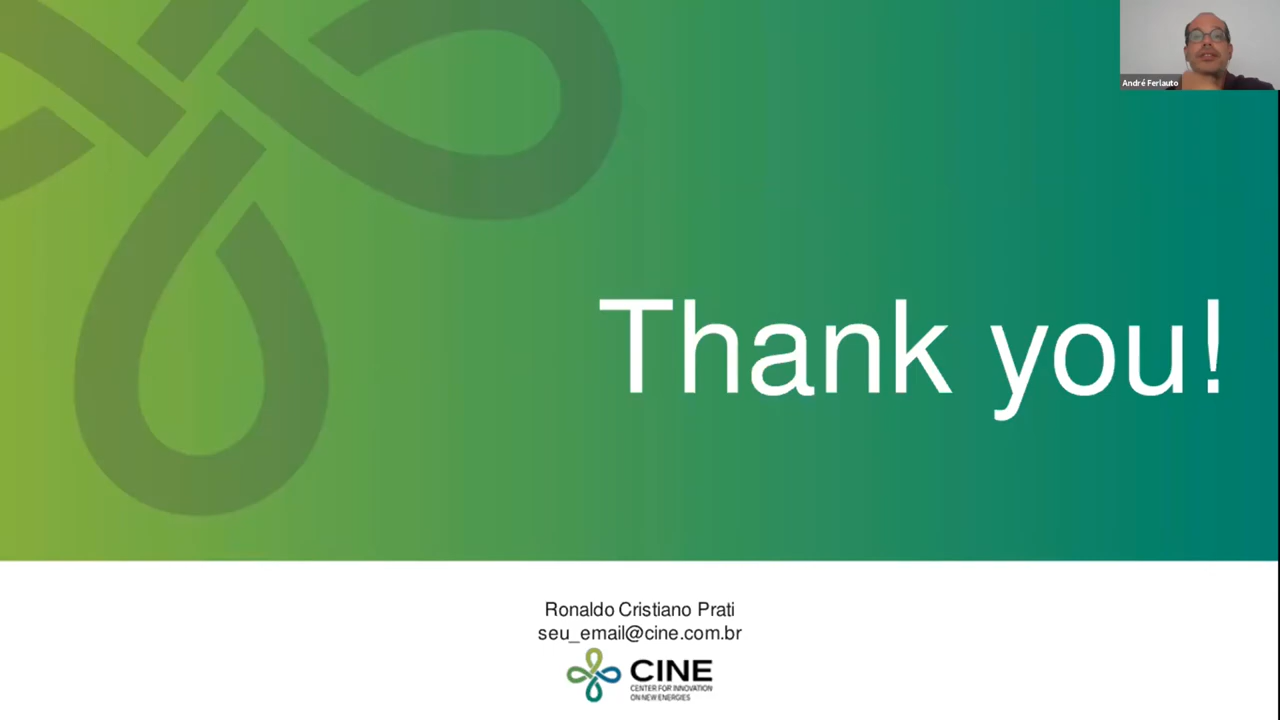 André Ferlauto
Thank you!
Ronaldo Cristiano Prati
seu_email@cine.com.br
CINE
CENTER FOR INNOVATION
ON NEW ENERGIES